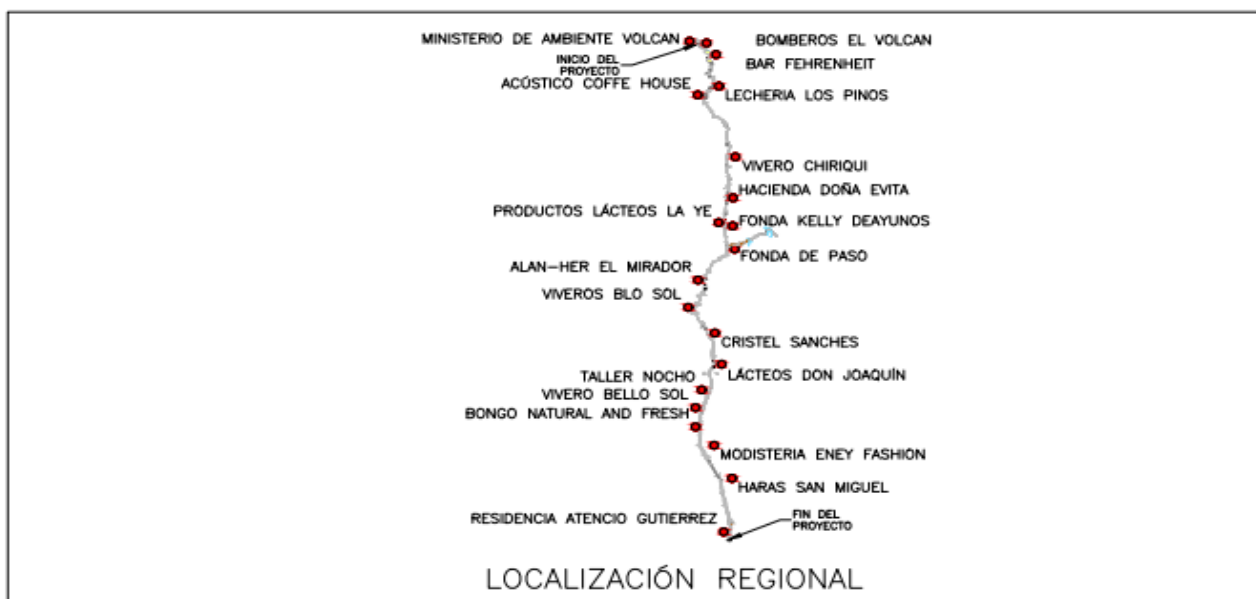 MINISTERIO DE AMBIENTE VOLCAN
BOMBEROS EL VOLCAN
INICIO DEL
PROYECTO
BAR FEHRENHEIT
ACÚSTICO COFFE HOUSE
LECHERIA LOS PINOS
VIVERO CHIRIQUI
HACIENDA DOÑA EVITA
PRODUCTOS LÁCTEOS LA YE
FONDA KELLY DEAYUNOS
FONDA DE PASO
ALAN-HER EL MIRADOR
VIVEROS BLO SOL
CRISTEL SANCHES
TALLER NOCHO
LÁCTEOS DON JOAQUÍN
VIVERO BELLO SOL
BONGO NATURAL AND FRESH
MODISTERIA ENEY FASHION
HARAS SAN MIGUEL
RESIDENCIA ATENCIO GUTIERREZ
FIN DEL
PROYECTO
LOCALIZACIÓN REGIONAL